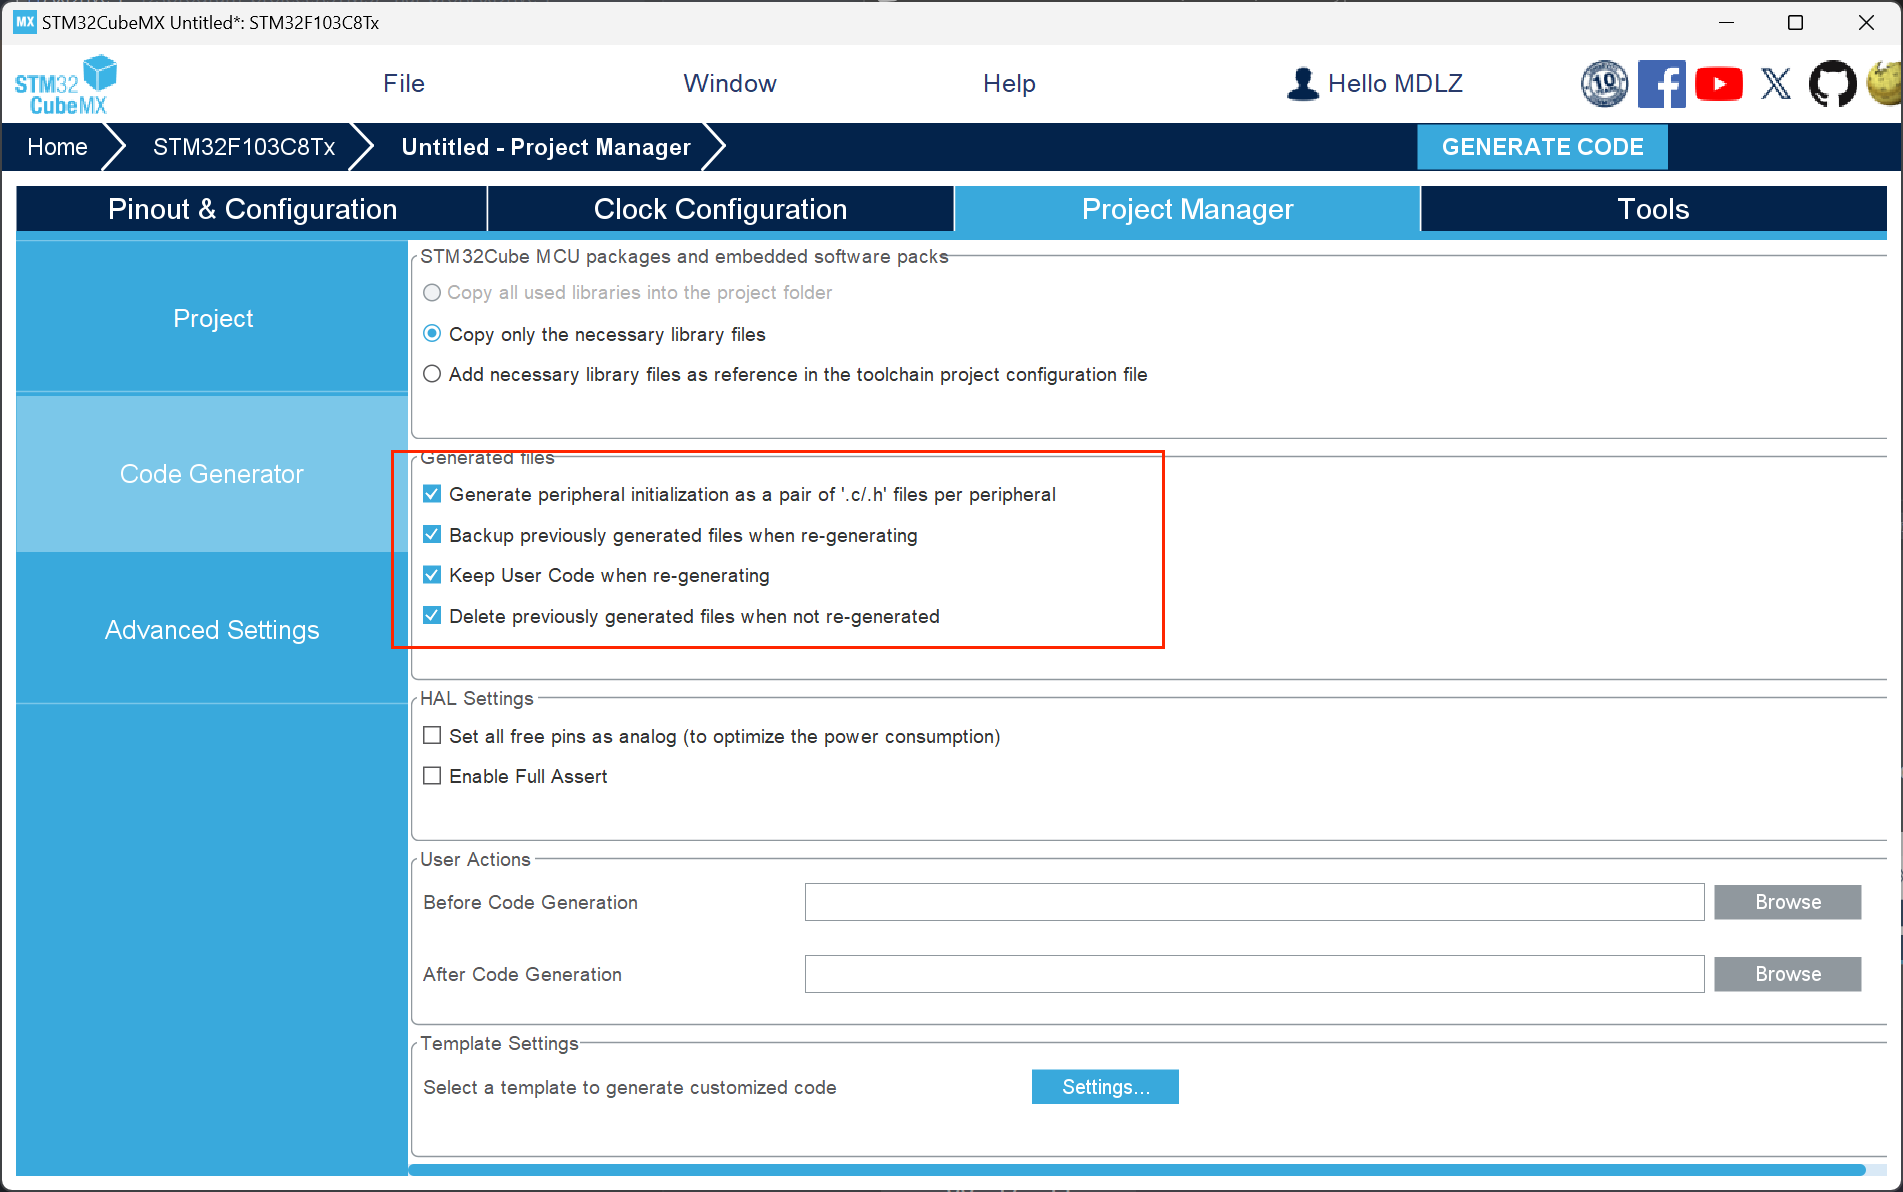 MX STM32CubeMX Untitled*: STM32F103C8Tx
STM32
CubeMX
File Window Help Hello MDLZ
10
Home STM32F103C8Tx Untitled - Project Manager GENERATE CODE
Pinout & Configuration Clock Configuration Project Manager Tools
Project
Code Generator
Advanced Settings
STM32Cube MCU packages and embedded software packs
Copy all used libraries into the project folder
Copy only the necessary library files
Add necessary library files as reference in the toolchain project configuration file
Generated files
Generate peripheral initialization as a pair of '.c/.h' files per peripheral
Backup previously generated files when re-generating
Keep User Code when re-generating
Delete previously generated files when not re-generated
HAL Settings
Set all free pins as analog (to optimize the power consumption)
Enable Full Assert
User Actions
Before Code Generation Browse
After Code Generation Browse
Template Settings
Select a template to generate customized code Settings...